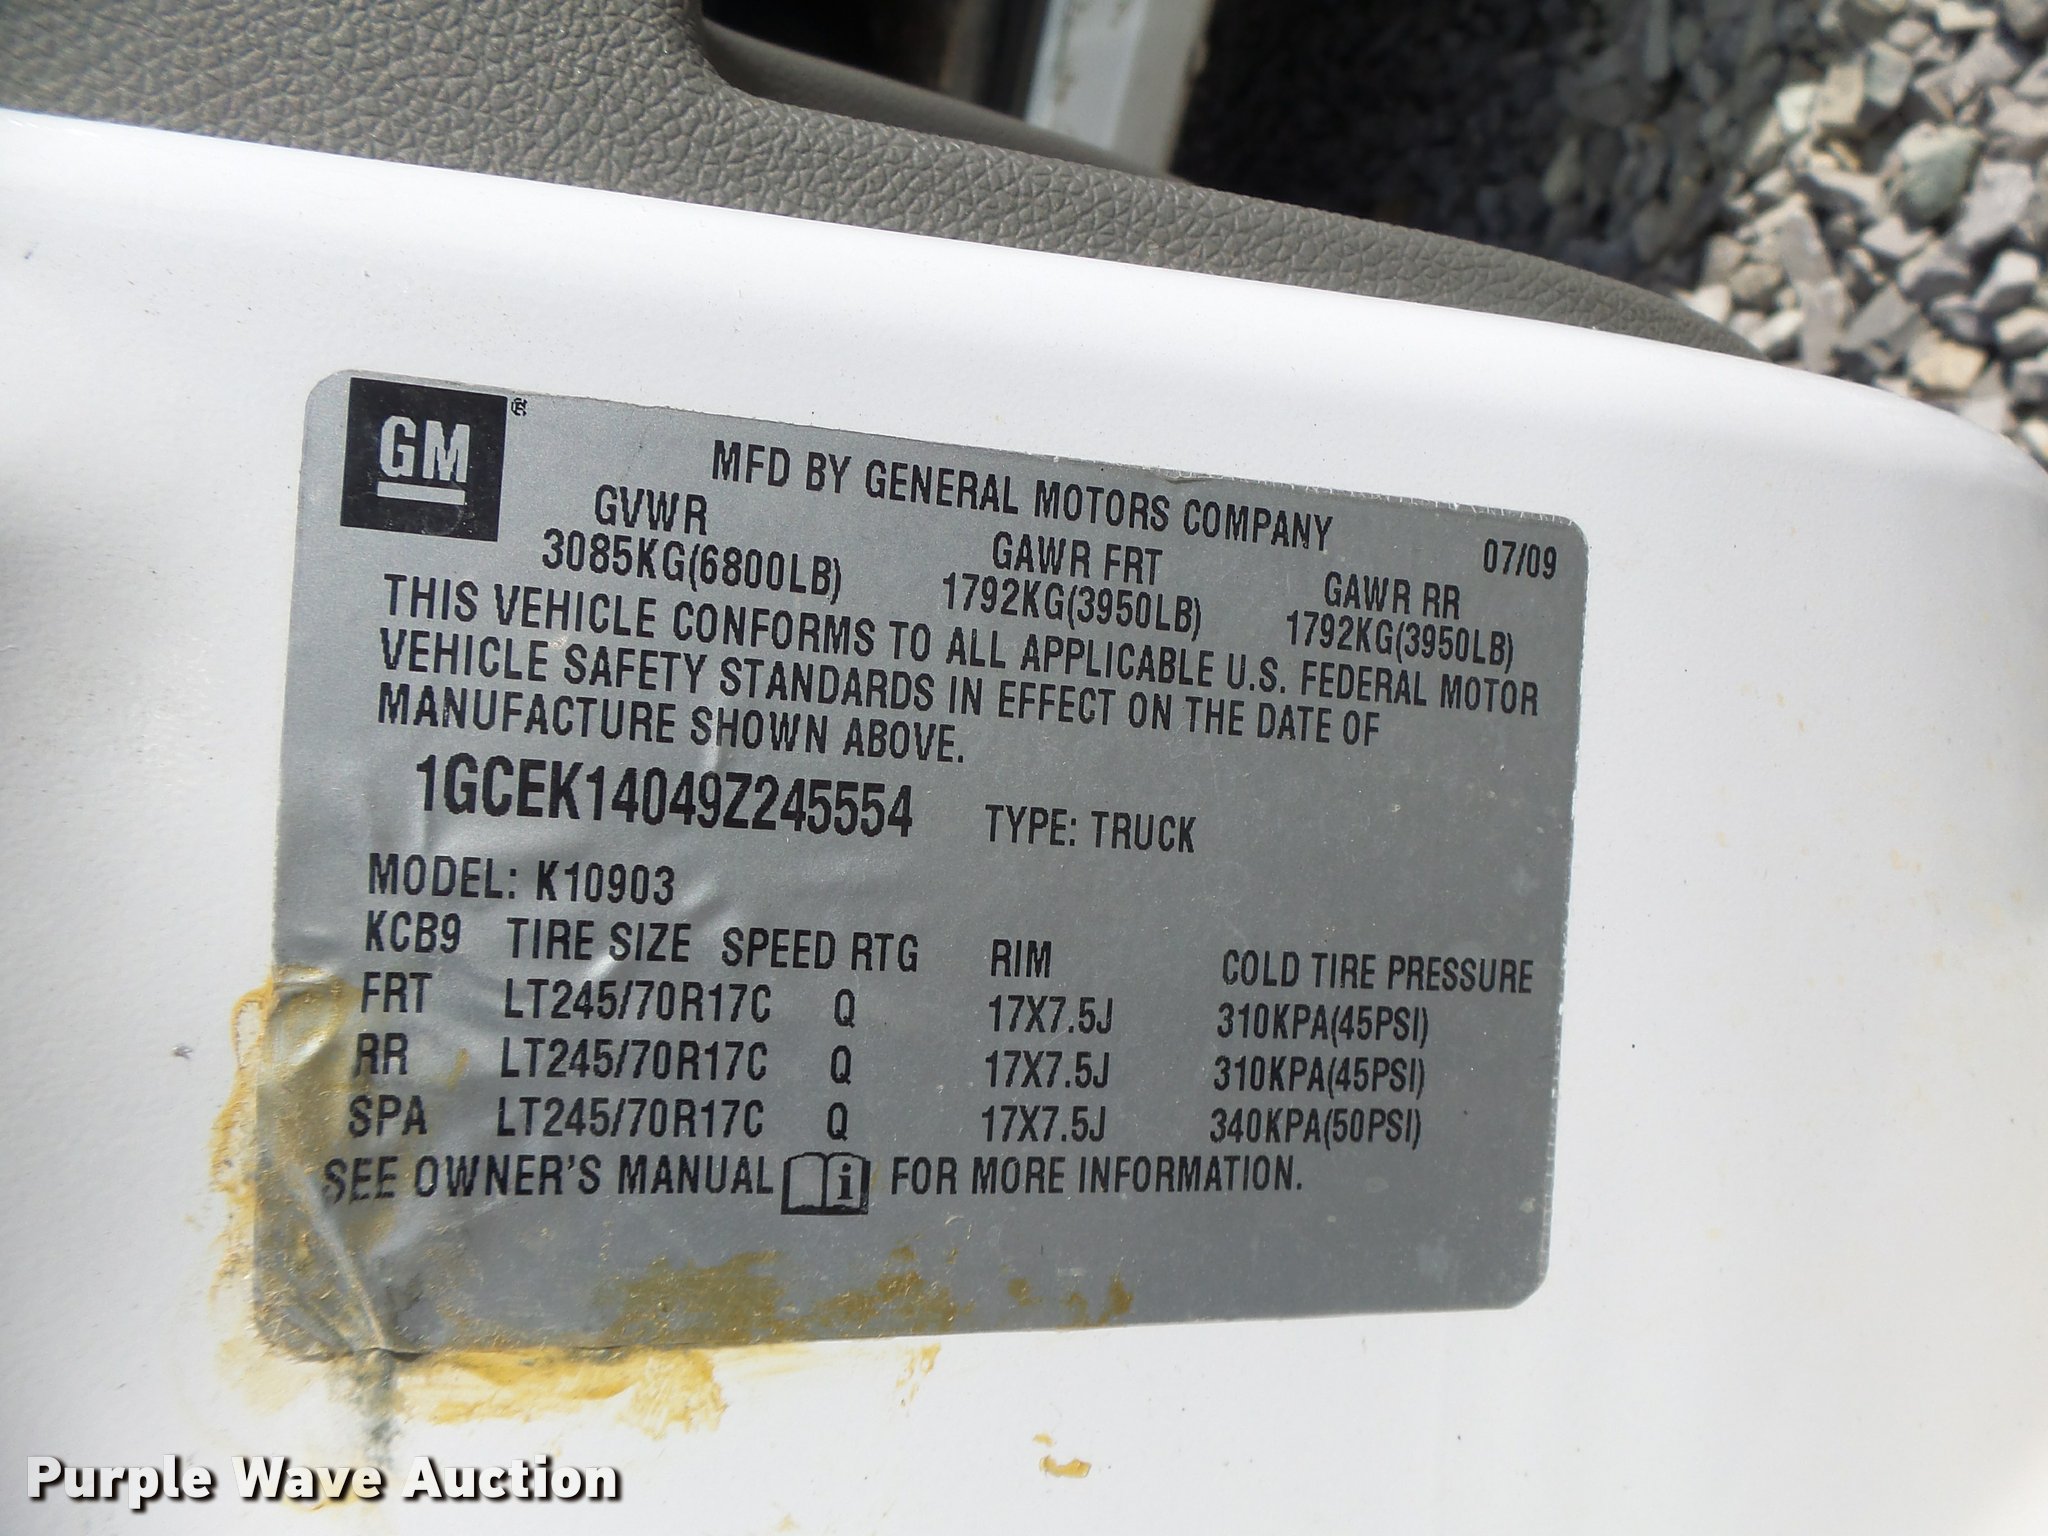 GM®
MFD BY GENERAL MOTORS COMPANY
07/09
GVWR GAWR FRT GAWR RR
3085KG(6800LB) 1792KG(3950LB) 1792KG(3950LB)
THIS VEHICLE CONFORMS TO ALL APPLICABLE U.S. FEDERAL MOTOR
VEHICLE SAFETY STANDARDS IN EFFECT ON THE DATE OF
MANUFACTURE SHOWN ABOVE.
1GCEK14049Z245554 TYPE: TRUCK
MODEL: K10903
KCB9 TIRE SIZE SPEED RTG RIM COLD TIRE PRESSURE
FRT LT245/70R17C Q 17X7.5J 310KPA(45PSI)
RR LT245/70R17C Q 17X7.5J 310KPA(45PSI)
SPA LT245/70R17C Q 17X7.5J 340KPA(50PSI)
SEE OWNER'S MANUAL i FOR MORE INFORMATION.
Purple Wave Auction